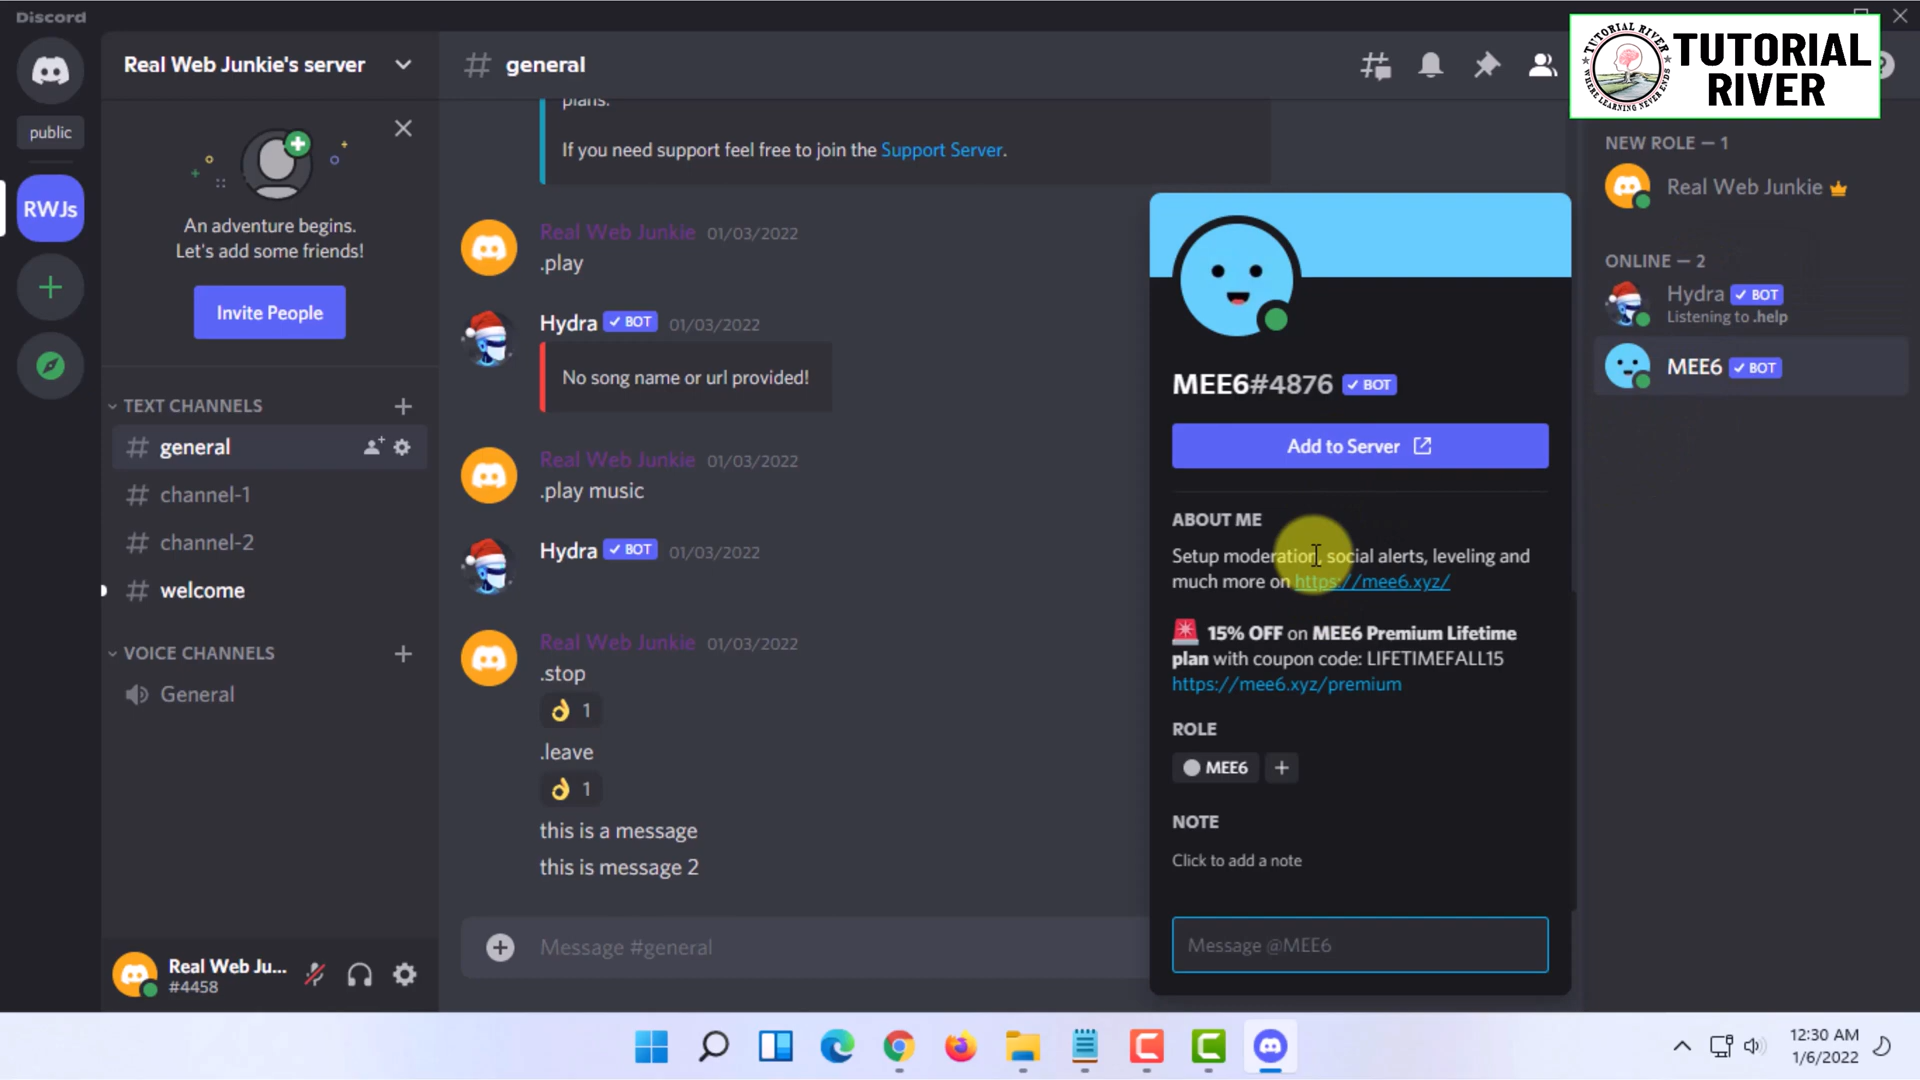 Discord
TUTORIAL RIVER
WHERE LEARNING NEVER ENDS
TUTORIAL
RIVER
public
RWJs
Real Web Junkie's server
An adventure begins.
Let's add some friends!
Invite People
TEXT CHANNELS
general
channel-1
channel-2
welcome
VOICE CHANNELS
General
Real Web Ju...
#4458
general
plans.
If you need support feel free to join the Support Server.
Real Web Junkie 01/03/2022
.play
Hydra BOT 01/03/2022
No song name or url provided!
Real Web Junkie 01/03/2022
.play music
Hydra BOT 01/03/2022
Real Web Junkie 01/03/2022
.stop
1
.leave
1
this is a message
this is message 2
Message #general
MEE6#4876 BOT
Add to Server
ABOUT ME
Setup moderation, social alerts, leveling and
much more on https://mee6.xyz/
15% OFF on MEE6 Premium Lifetime
plan with coupon code: LIFETIMEFALL15
https://mee6.xyz/premium
ROLE
MEE6
NOTE
Click to add a note
Message @MEE6
NEW ROLE — 1
Real Web Junkie
ONLINE — 2
Hydra BOT
Listening to .help
MEE6 BOT
12:30 AM
1/6/2022